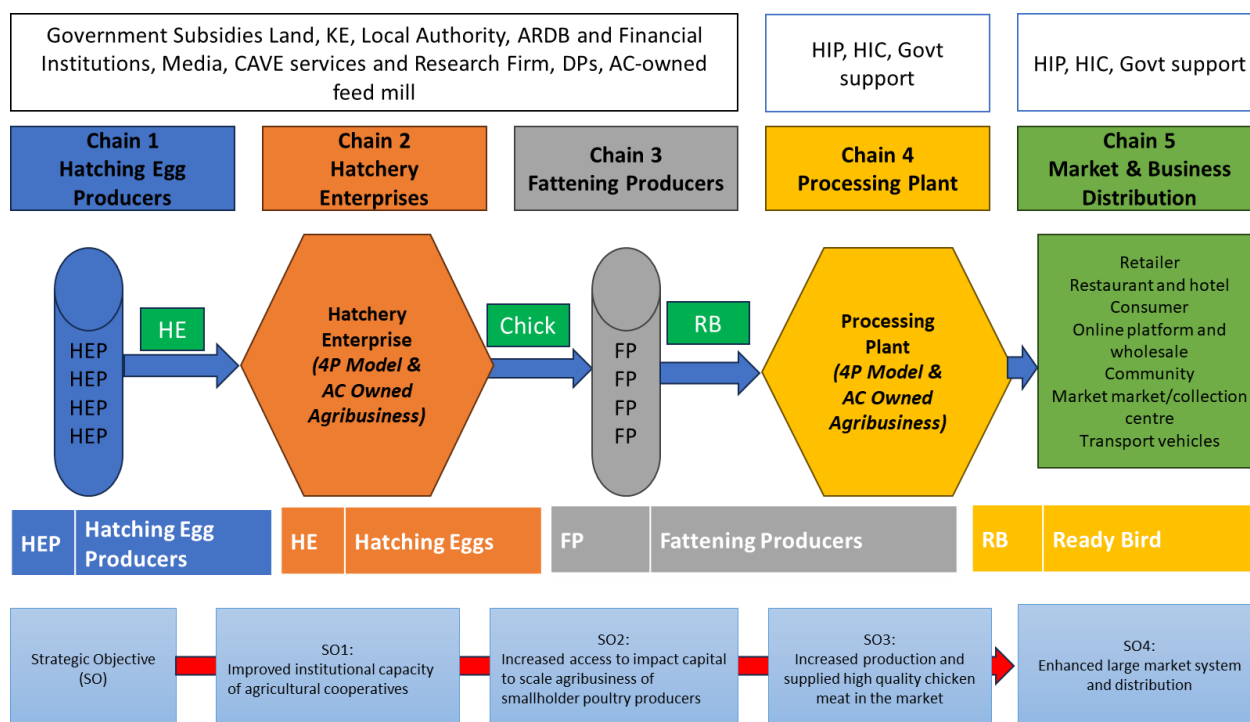 Government Subsidies Land, KE, Local Authority, ARDB and Financial
Institutions, Media, CAVE services and Research Firm, DPs, AC-owned
feed mill
HIP, HIC, Govt
support
HIP, HIC, Govt support
Chain 1
Hatching Egg
Producers
Chain 2
Hatchery
Enterprises
Chain 3
Fattening Producers
Chain 4
Processing Plant
Chain 5
Market & Business
Distribution
HEP
HEP
HEP
HEP
HE
Hatchery
Enterprise
(4P Model &
AC Owned
Agribusiness)
Chick
FP
FP
FP
FP
RB
Processing
Plant
(4P Model &
AC Owned
Agribusiness)
Retailer
Restaurant and hotel
Consumer
Online platform and
wholesale
Community
Market market/collection
centre
Transport vehicles
HEP
Hatching Egg
Producers
HE
Hatching Eggs
FP
Fattening Producers
RB
Ready Bird
Strategic Objective
(SO)
SO1:
Improved institutional capacity
of agricultural cooperatives
SO2:
Increased access to impact capital
to scale agribusiness of
smallholder poultry producers
SO3:
Increased production and
supplied high quality chicken
meat in the market
SO4:
Enhanced large market system
and distribution